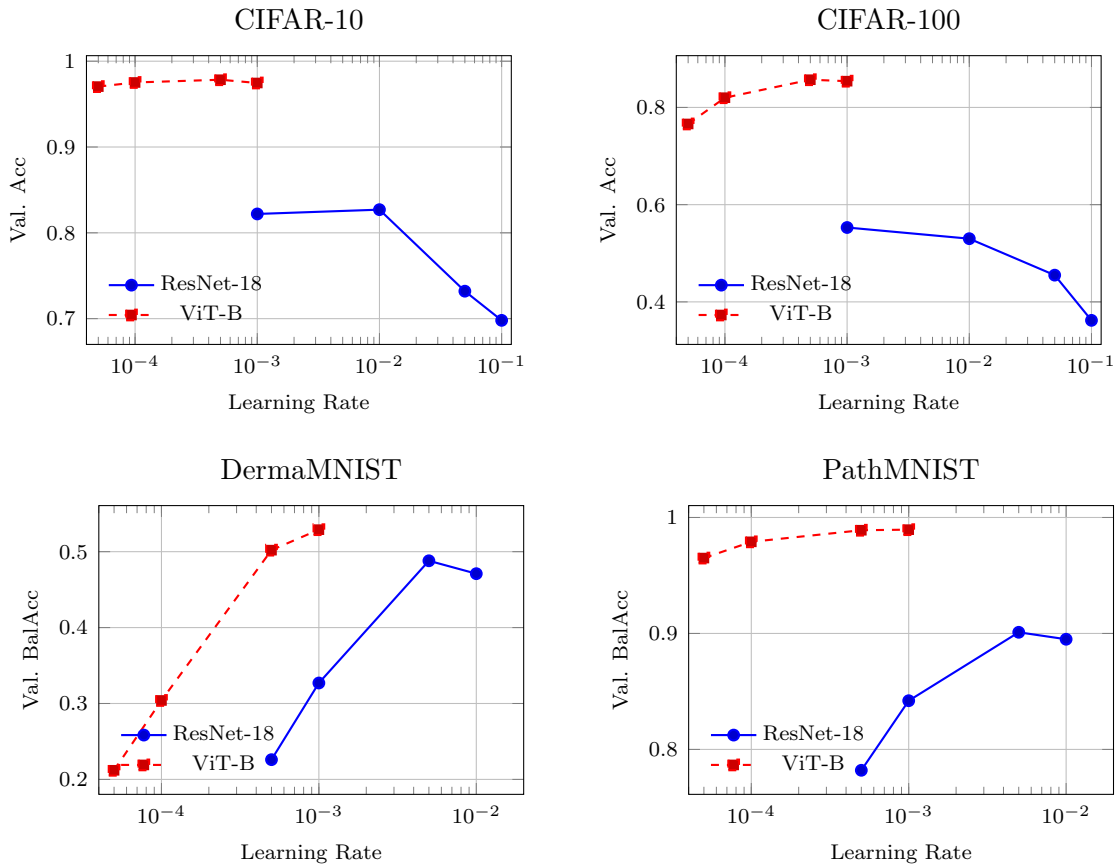 CIFAR-10
1
0.9
0.8
0.7
Val. Acc
ResNet-18
ViT-B
10⁻⁴ 10⁻³ 10⁻² 10⁻¹
Learning Rate
CIFAR-100
0.8
0.6
0.4
Val. Acc
ResNet-18
ViT-B
10⁻⁴ 10⁻³ 10⁻² 10⁻¹
Learning Rate
DermaMNIST
0.5
0.4
0.3
0.2
Val. BalAcc
ResNet-18
ViT-B
10⁻⁴ 10⁻³ 10⁻²
Learning Rate
PathMNIST
1
0.9
0.8
Val. BalAcc
ResNet-18
ViT-B
10⁻⁴ 10⁻³ 10⁻²
Learning Rate